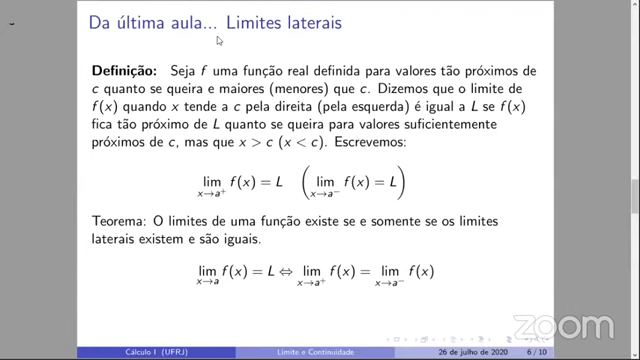 Da última aula... Limites laterais
Definição: Seja f uma função real definida para valores tão próximos de
c quanto se queira e maiores (menores) que c. Dizemos que o limite de
f(x) quando x tende a c pela direita (pela esquerda) é igual a L se f(x)
fica tão próximo de L quanto se queira para valores suficientemente
próximos de c, mas que x > c (x < c). Escrevemos:
lim x→a⁺ f(x) = L (lim x→a⁻ f(x) = L)
Teorema: O limites de uma função existe se e somente se os limites
laterais existem e são iguais.
lim x→a f(x) = L ⇔ lim x→a⁺ f(x) = lim x→a⁻ f(x)
zoom
Cálculo I (UFRJ) Limite e Continuidade 26 de julho de 2020 6 / 10